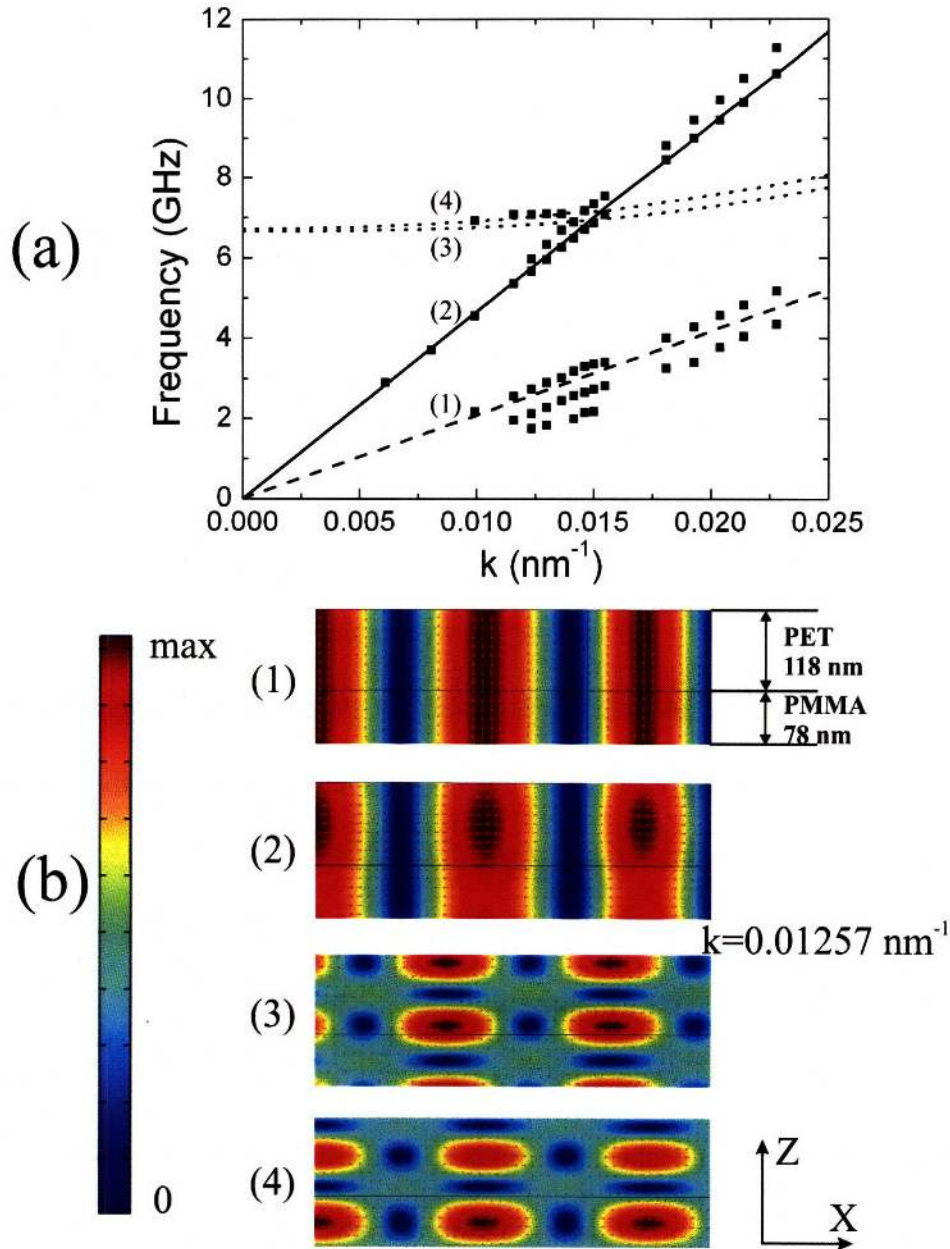 (a)
Frequency (GHz)
12
10
8
6
4
2
0
(4)
(3)
(2)
(1)
0.000 0.005 0.010 0.015 0.020 0.025
k (nm⁻¹)
(b)
max
0
(1)
PET
118 nm
PMMA
78 nm
(2)
k=0.01257 nm⁻¹
(3)
(4)
Z
X